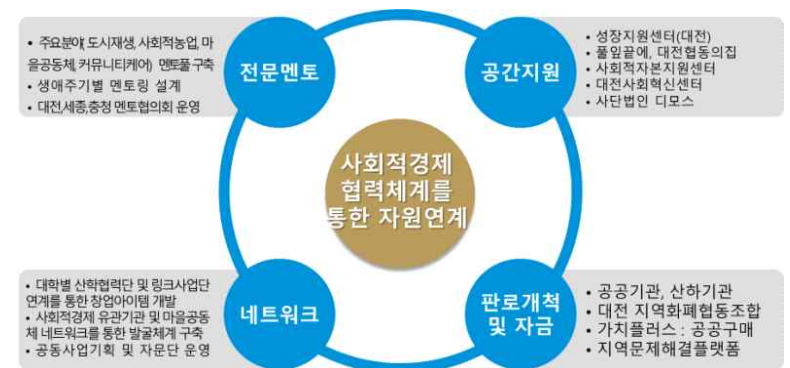 • 주요분야( 도시재생, 사회적농업, 마
을공동체, 커뮤니티케어) 멘토풀 구축
• 생애주기별 멘토링 설계
• 대전,세종,충청 멘토협의회 운영
전문멘토
공간지원
• 성장지원센터(대전)
• 풀잎끝에, 대전협동의집
• 사회적자본지원센터
• 대전사회혁신센터
• 사단법인 디모스
사회적경제
협력체계를
통한 자원연계
• 대학별 산학협력단 및 링크사업단
연계를 통한 창업아이템 개발
• 사회적경제 유관기관 및 마을공동
체 네트워크를 통한 발굴체계 구축
• 공동사업기획 및 자문단 운영
네트워크
판로개척
및 자금
• 공공기관, 산하기관
• 대전 지역화폐협동조합
• 가치플러스 : 공공구매
• 지역문제해결플랫폼